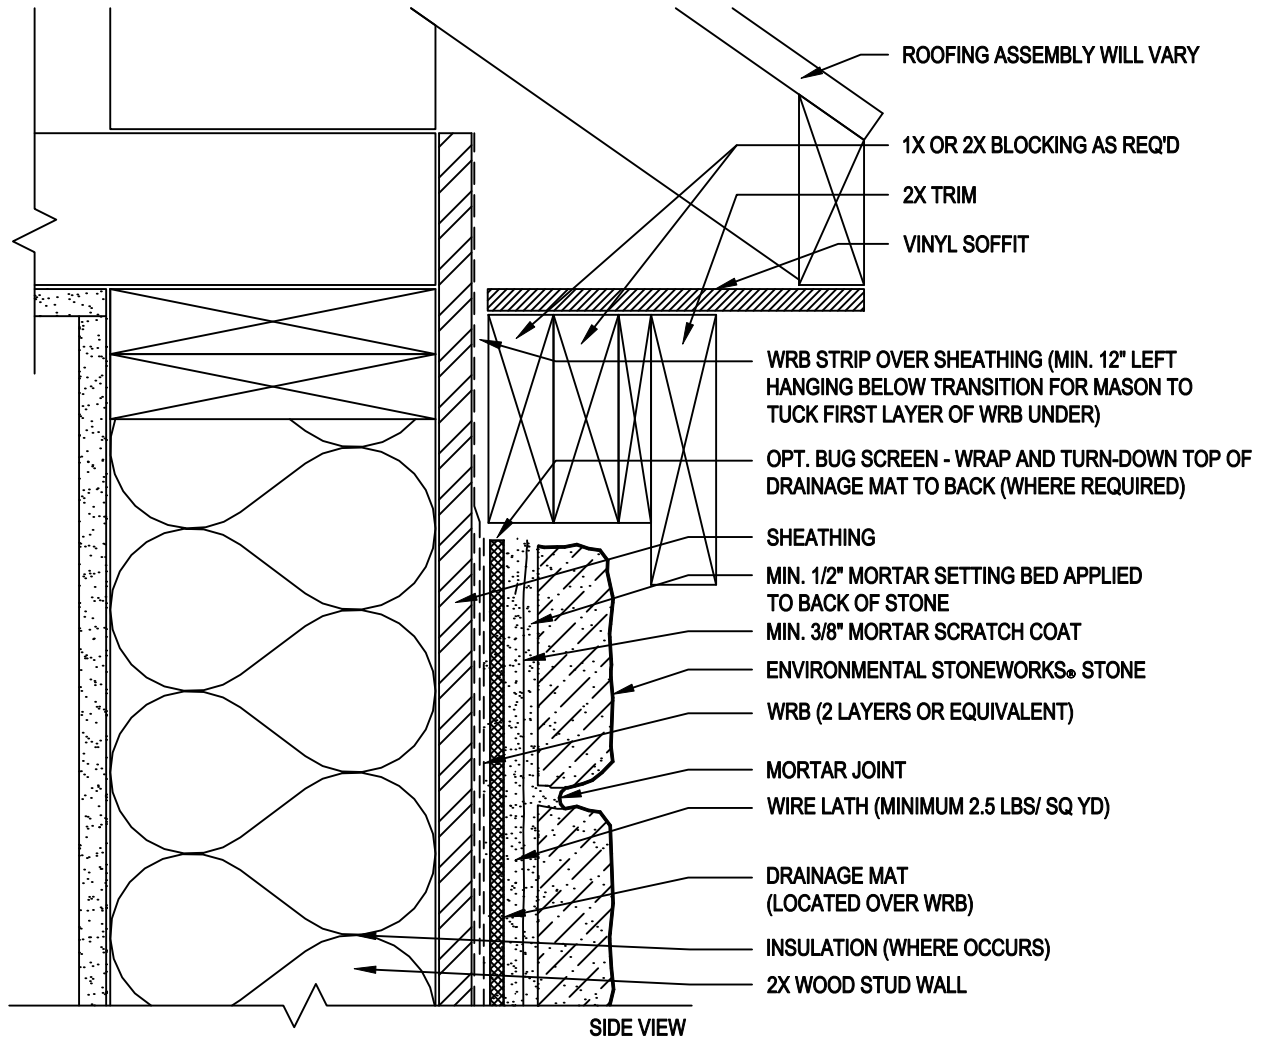 ROOFING ASSEMBLY WILL VARY
1X OR 2X BLOCKING AS REQ'D
2X TRIM
VINYL SOFFIT
WRB STRIP OVER SHEATHING (MIN. 12" LEFT
HANGING BELOW TRANSITION FOR MASON TO
TUCK FIRST LAYER OF WRB UNDER)
OPT. BUG SCREEN - WRAP AND TURN-DOWN TOP OF
DRAINAGE MAT TO BACK (WHERE REQUIRED)
SHEATHING
MIN. 1/2" MORTAR SETTING BED APPLIED
TO BACK OF STONE
MIN. 3/8" MORTAR SCRATCH COAT
ENVIRONMENTAL STONEWORKS® STONE
WRB (2 LAYERS OR EQUIVALENT)
MORTAR JOINT
WIRE LATH (MINIMUM 2.5 LBS/ SQ YD)
DRAINAGE MAT
(LOCATED OVER WRB)
INSULATION (WHERE OCCURS)
2X WOOD STUD WALL
SIDE VIEW